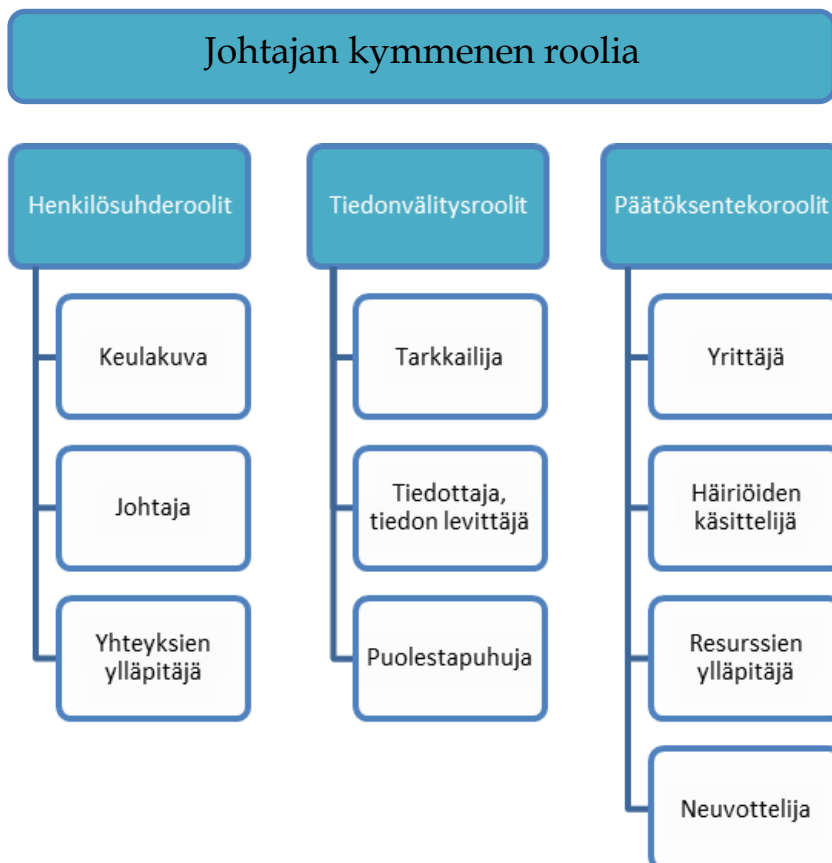 Johtajan kymmenen roolia
Henkilösuhderoolit
Keulakuva
Johtaja
Yhteyksien
ylläpitäjä
Tiedonvälitysroolit
Tarkkailija
Tiedottaja,
tiedon levittäjä
Puolestapuhuja
Päätöksentekoroolit
Yrittäjä
Häiriöiden
käsittelijä
Resurssien
ylläpitäjä
Neuvottelija